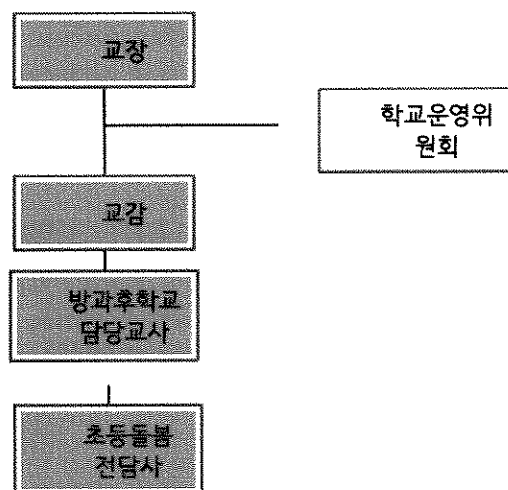 교장
학교운영위
원회
교감
방과후학교
담당교사
초등돌봄
전담사